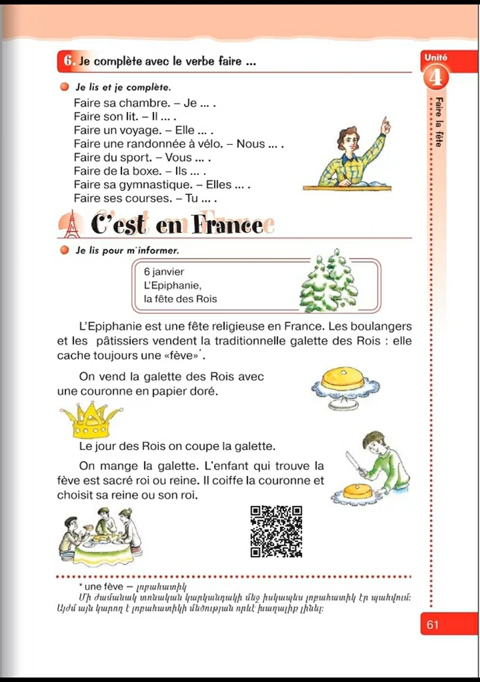 6. Je complète avec le verbe faire ...
Unité
4
Faire la fête
Je lis et je complète.
Faire sa chambre. – Je ... .
Faire son lit. – Il ... .
Faire un voyage. – Elle ... .
Faire une randonnée à vélo. – Nous ... .
Faire du sport. – Vous ... .
Faire de la boxe. – Ils ... .
Faire sa gymnastique. – Elles ... .
Faire ses courses. – Tu ... .
C'est en France
Je lis pour m'informer.
6 janvier
L'Epiphanie,
la fête des Rois
L'Epiphanie est une fête religieuse en France. Les boulangers
et les pâtissiers vendent la traditionnelle galette des Rois : elle
cache toujours une «fève»*.
On vend la galette des Rois avec
une couronne en papier doré.
Le jour des Rois on coupe la galette.
On mange la galette. L'enfant qui trouve la
fève est sacré roi ou reine. Il coiffe la couronne et
choisit sa reine ou son roi.
* une fève – լոբահատիկ
Մի ժամանակ տոնական կարկանդակի մեջ իսկապես լոբահատիկ էր պահվում:
Այժմ այն կարող է լոբահատիկի մեծության որևէ խաղալիք լինել:
61